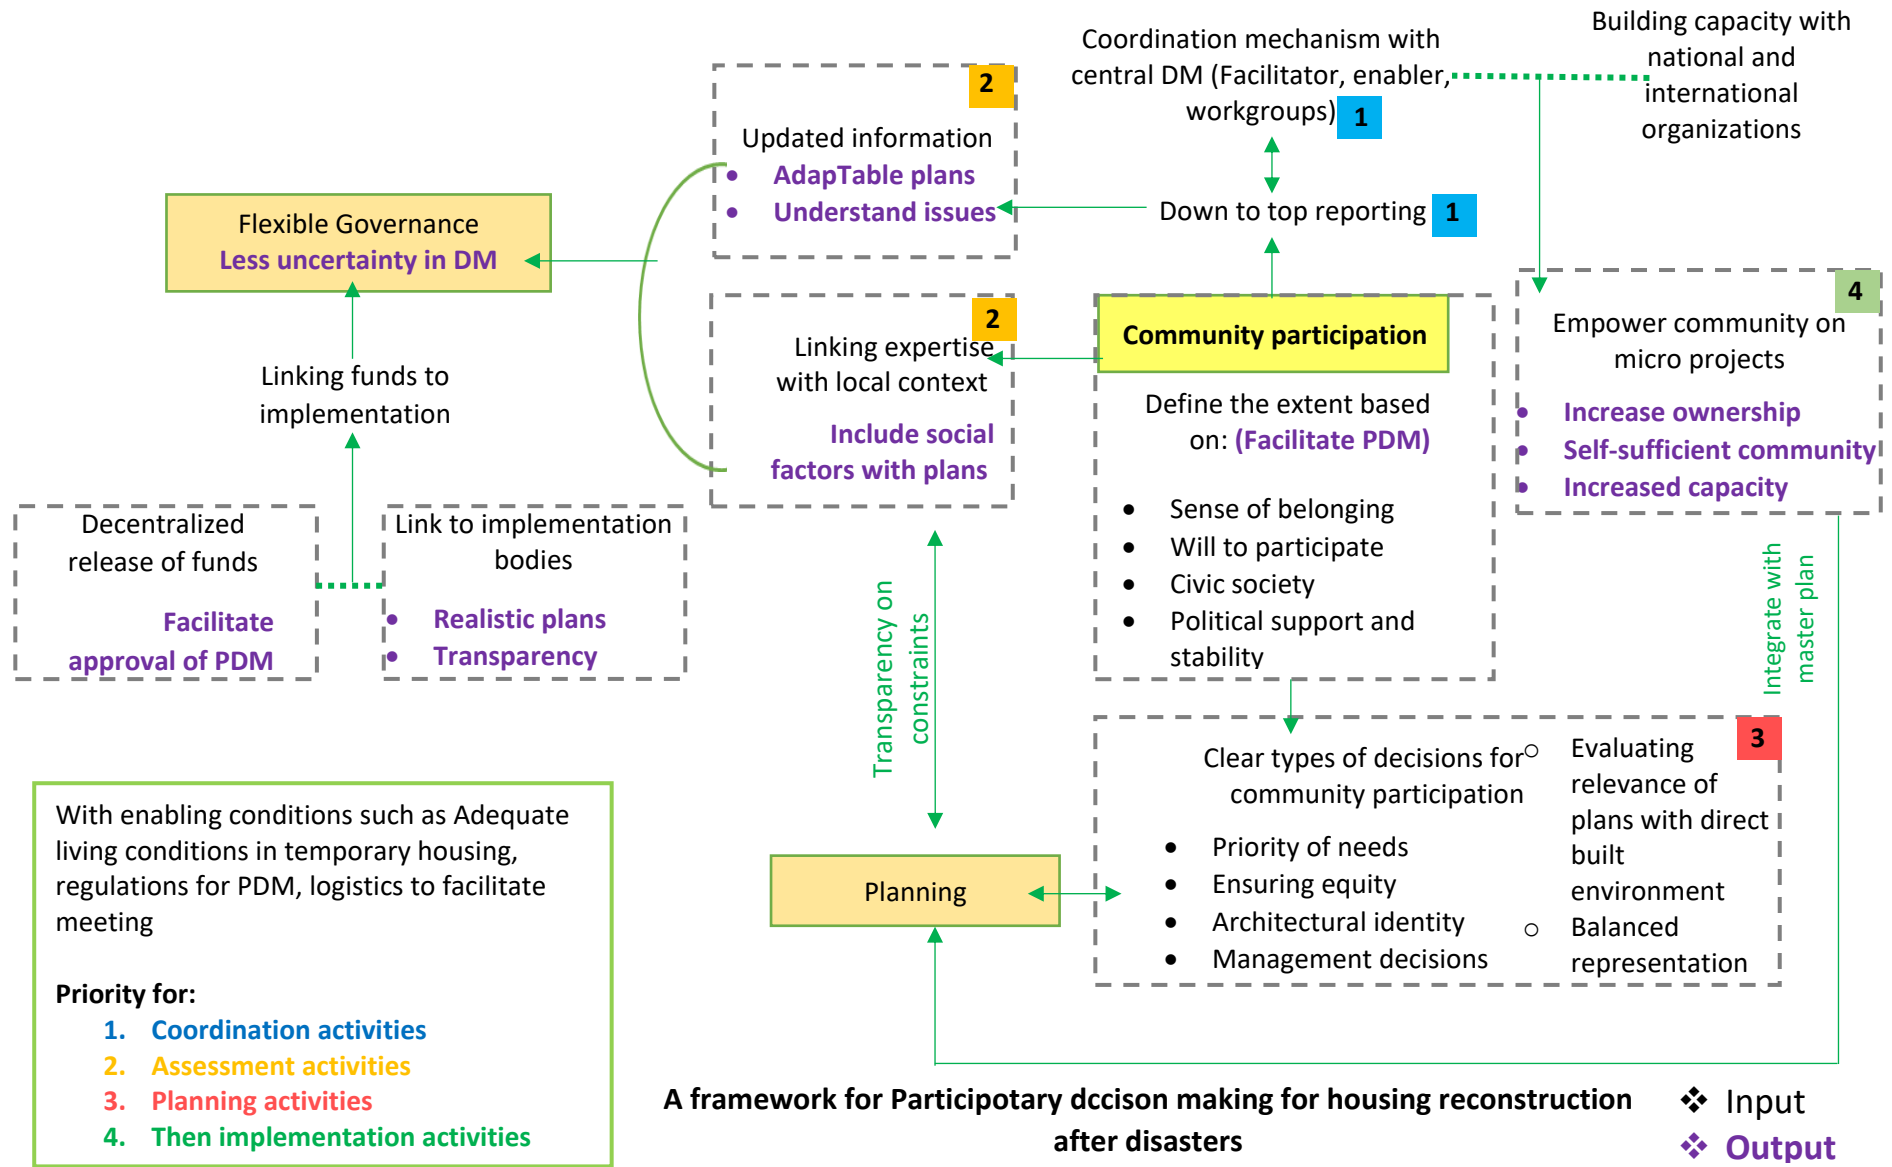 Coordination mechanism with
central DM (Facilitator, enabler,
workgroups)
1
Building capacity with
national and
international
organizations
2
Updated information
• AdapTable plans
• Understand issues
Down to top reporting
1
Flexible Governance
Less uncertainty in DM
2
Linking expertise
with local context
Include social
factors with plans
Community participation
Define the extent based
on: (Facilitate PDM)
• Sense of belonging
• Will to participate
• Civic society
• Political support and
stability
4
Empower community on
micro projects
• Increase ownership
• Self-sufficient community
• Increased capacity
Linking funds to
implementation
Decentralized
release of funds
Facilitate
approval of PDM
Link to implementation
bodies
• Realistic plans
• Transparency
Transparency on
constraints
Integrate with
master plan
3
Clear types of decisions for
community participation
• Priority of needs
• Ensuring equity
• Architectural identity
• Management decisions
o Evaluating
relevance of
plans with direct
built
environment
o Balanced
representation
Planning
With enabling conditions such as Adequate
living conditions in temporary housing,
regulations for PDM, logistics to facilitate
meeting
Priority for:
1. Coordination activities
2. Assessment activities
3. Planning activities
4. Then implementation activities
A framework for Participotary dccison making for housing reconstruction
after disasters
❖ Input
❖ Output